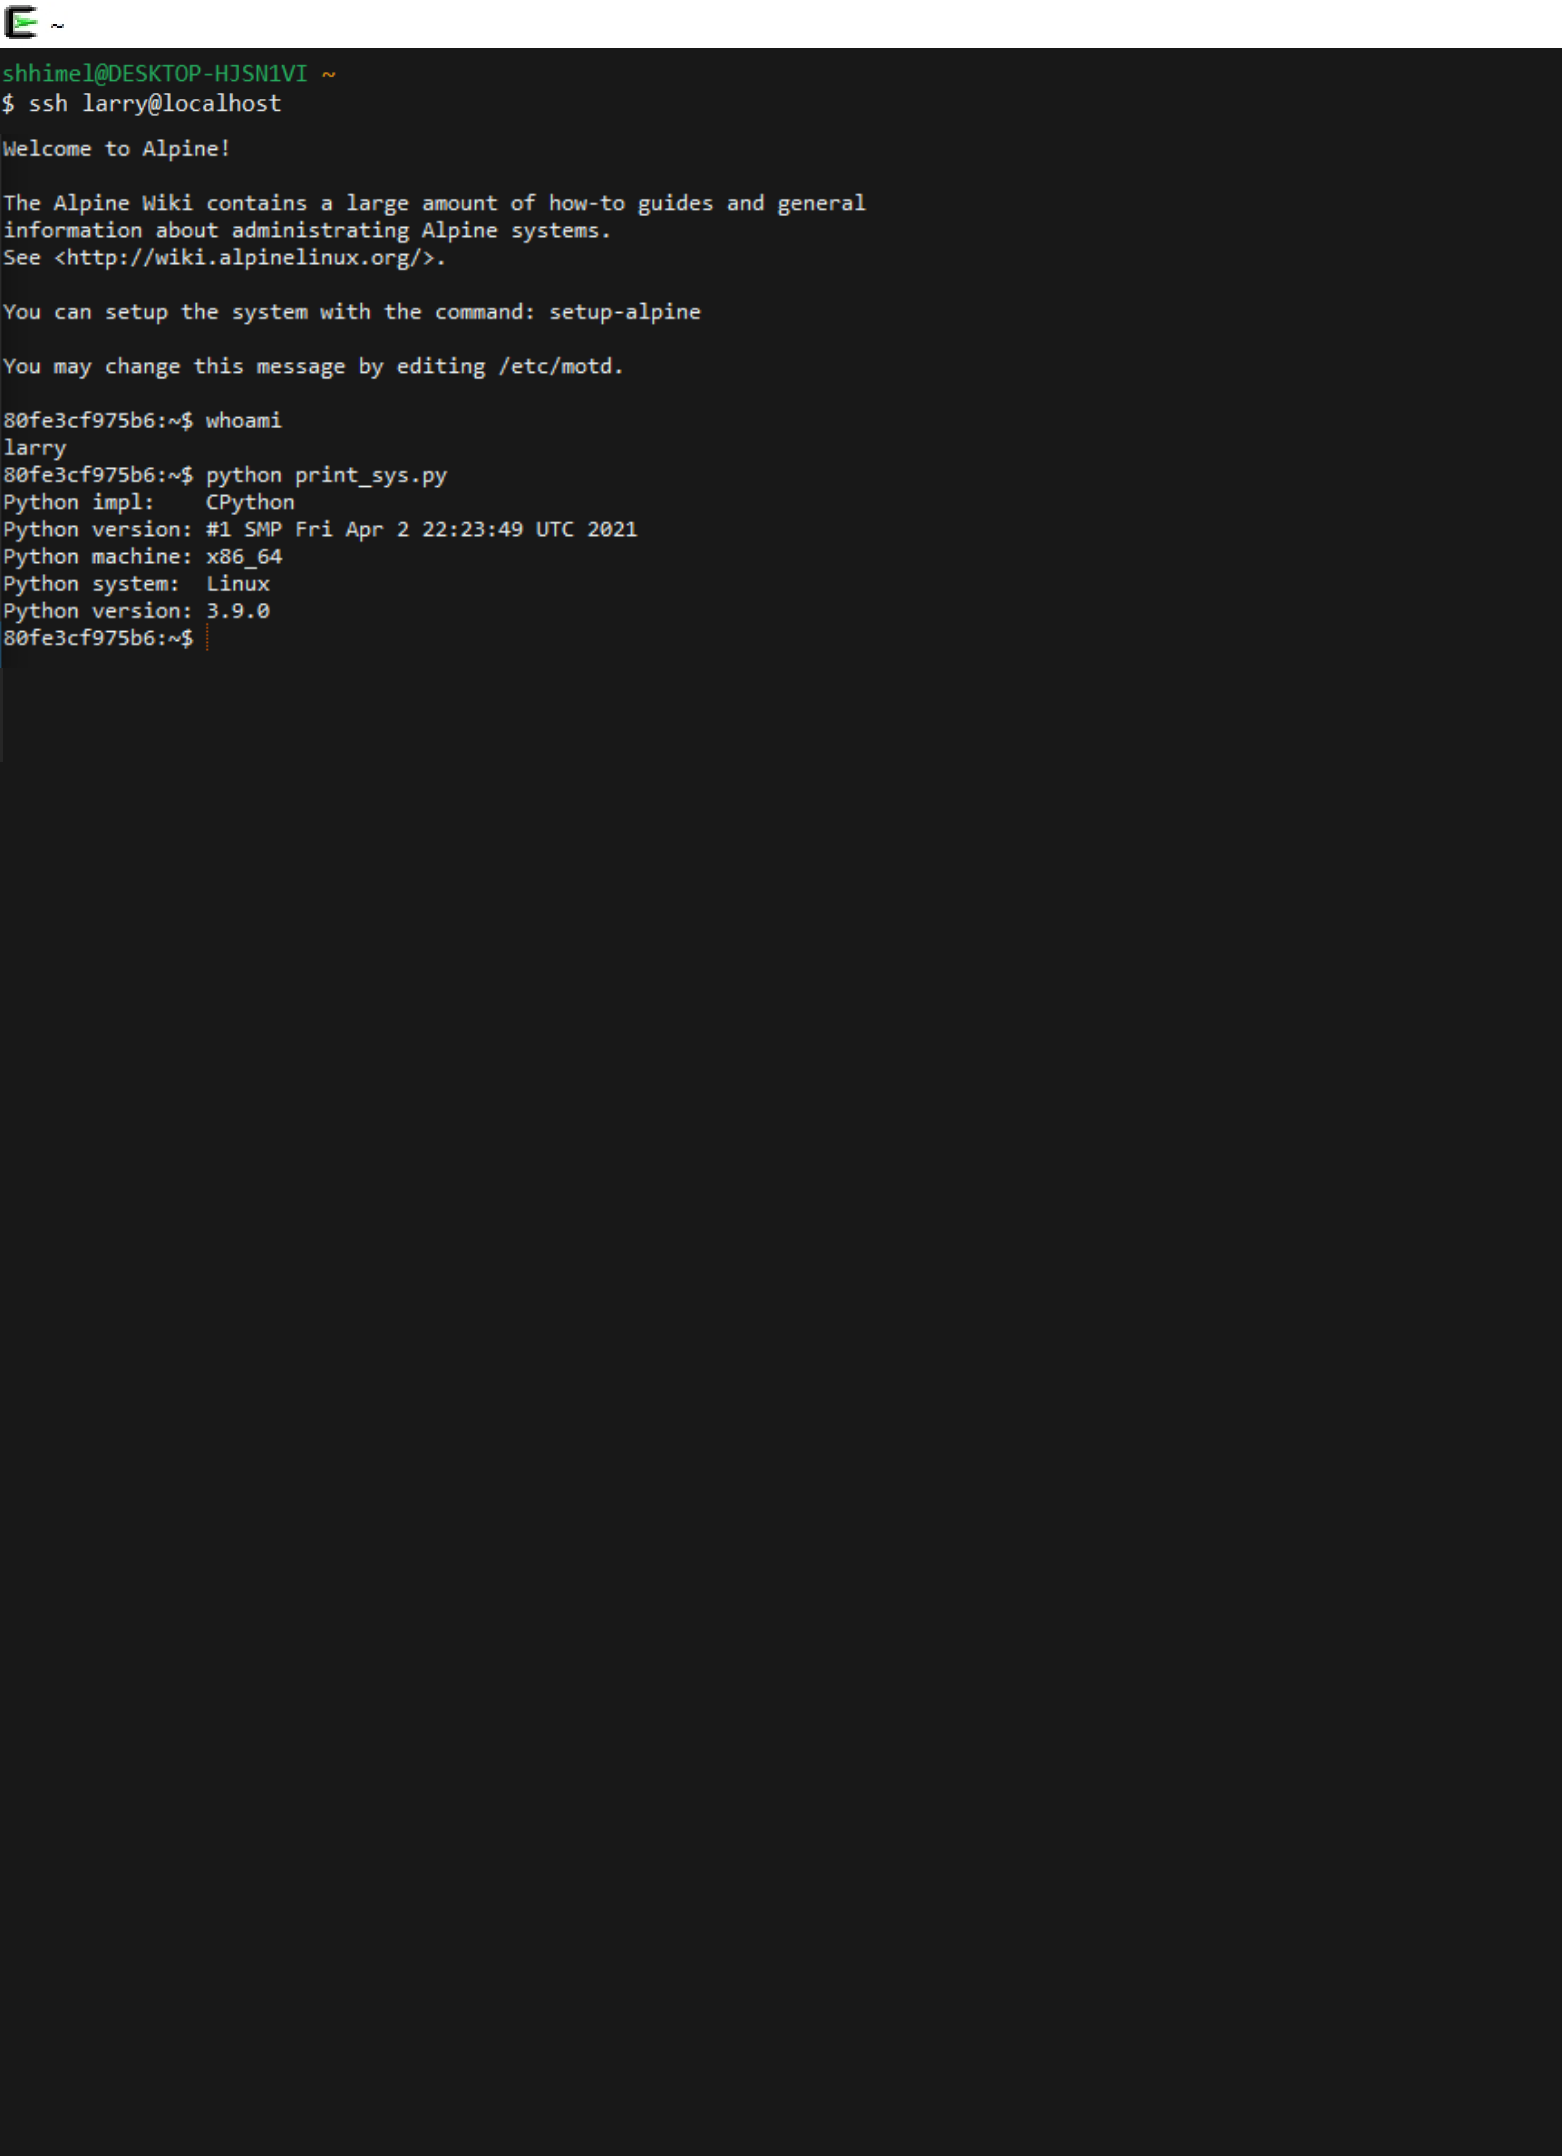 ~
shhimel@DESKTOP-HJSN1VI ~
$ ssh larry@localhost
Welcome to Alpine!
The Alpine Wiki contains a large amount of how-to guides and general
information about administrating Alpine systems.
See <http://wiki.alpinelinux.org/>.
You can setup the system with the command: setup-alpine
You may change this message by editing /etc/motd.
80fe3cf975b6:~$ whoami
larry
80fe3cf975b6:~$ python print_sys.py
Python impl:    CPython
Python version: #1 SMP Fri Apr 2 22:23:49 UTC 2021
Python machine: x86_64
Python system:  Linux
Python version: 3.9.0
80fe3cf975b6:~$